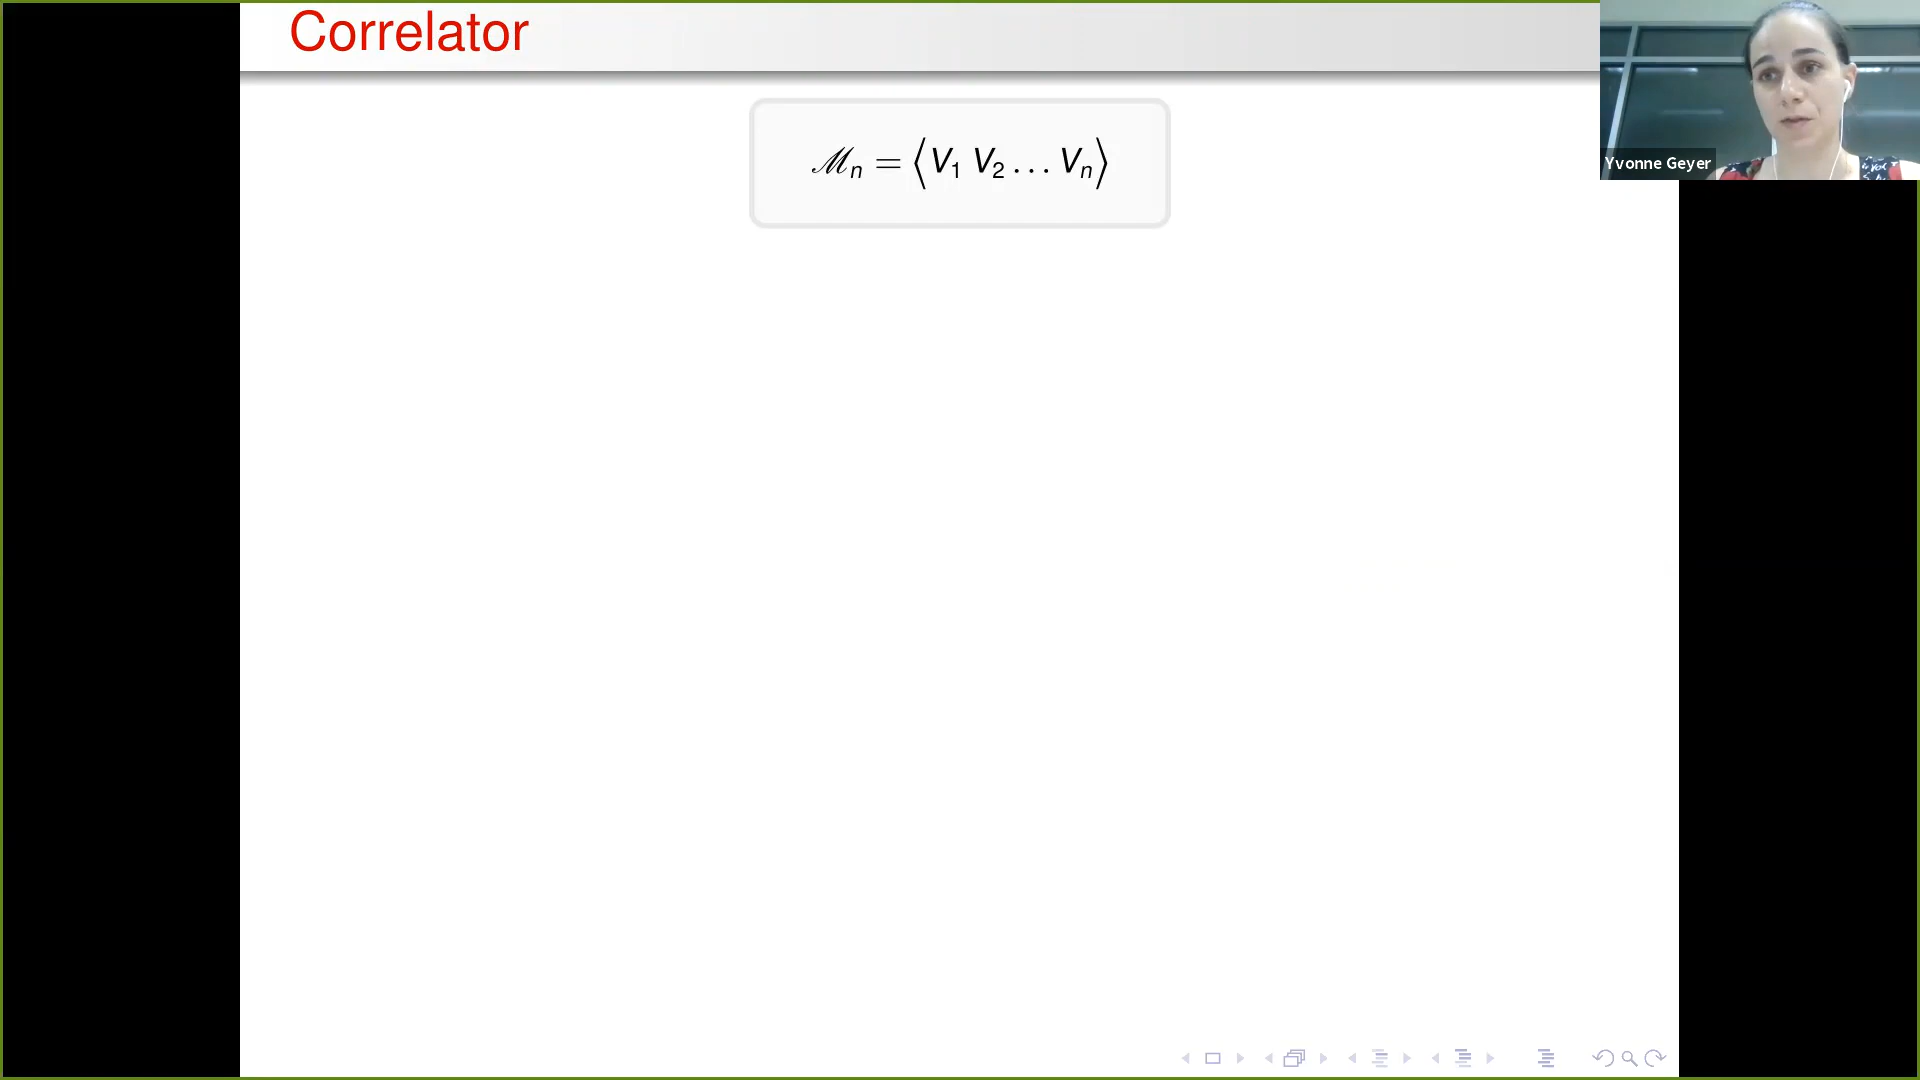 Correlator
ℳₙ = ⟨V₁ V₂ … Vₙ⟩
Yvonne Geyer